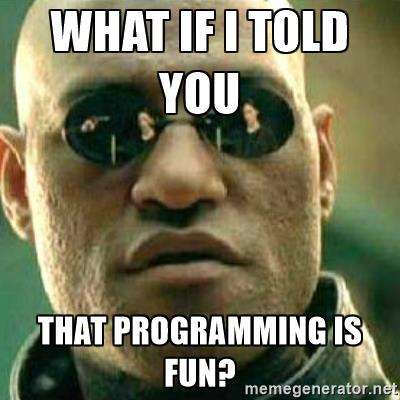 WHAT IF I TOLD
YOU
THAT PROGRAMMING IS
FUN?
memegenerator.net